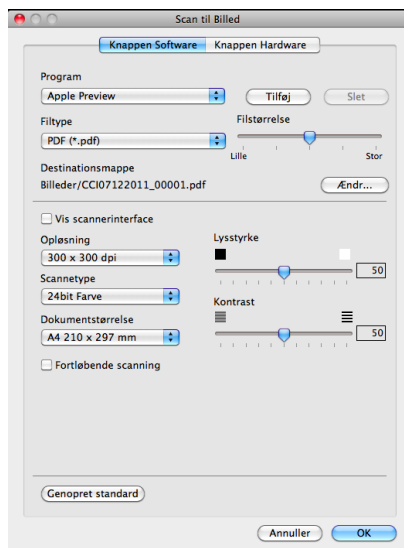 Scan til Billed
Knappen Software Knappen Hardware
Program
Apple Preview Tilføj Slet
Filtype Filstørrelse
PDF (*.pdf)
Lille Stor
Destinationsmappe
Billeder/CCI07122011_00001.pdf Ændr...
Vis scannerinterface
Opløsning Lysstyrke
300 x 300 dpi
50
Scannetype
24bit Farve Kontrast
Dokumentstørrelse
A4 210 x 297 mm 50
Fortløbende scanning
Genopret standard
Annuller OK